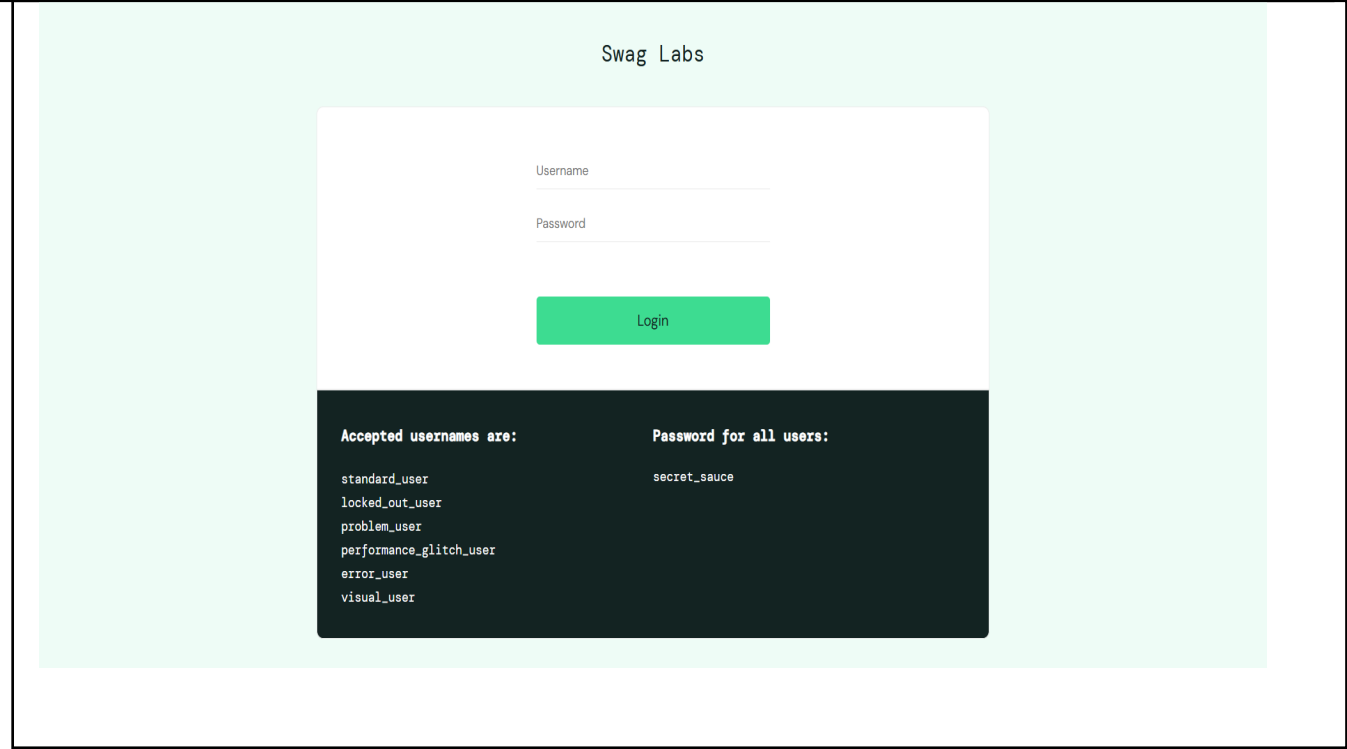 Swag Labs
Username
Password
Login
Accepted usernames are:
standard_user
locked_out_user
problem_user
performance_glitch_user
error_user
visual_user
Password for all users:
secret_sauce